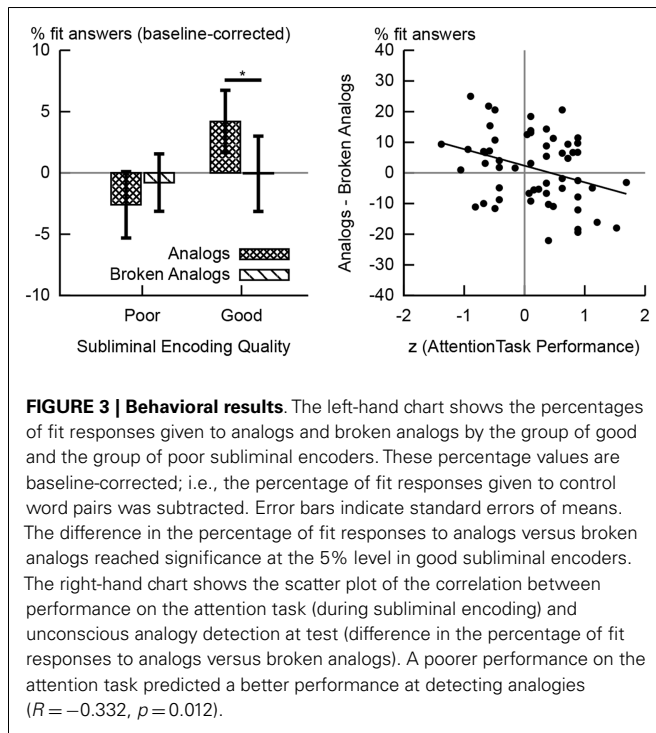 % fit answers (baseline-corrected)
10
5
0
-5
-10
*
Analogs
Broken Analogs
Poor Good
Subliminal Encoding Quality
% fit answers
Analogs - Broken Analogs
40
30
20
10
0
-10
-20
-30
-40
-2 -1 0 1 2
z (AttentionTask Performance)
FIGURE 3 | Behavioral results. The left-hand chart shows the percentages
of fit responses given to analogs and broken analogs by the group of good
and the group of poor subliminal encoders. These percentage values are
baseline-corrected; i.e., the percentage of fit responses given to control
word pairs was subtracted. Error bars indicate standard errors of means.
The difference in the percentage of fit responses to analogs versus broken
analogs reached significance at the 5% level in good subliminal encoders.
The right-hand chart shows the scatter plot of the correlation between
performance on the attention task (during subliminal encoding) and
unconscious analogy detection at test (difference in the percentage of fit
responses to analogs versus broken analogs). A poorer performance on the
attention task predicted a better performance at detecting analogies
(R = −0.332, p = 0.012).